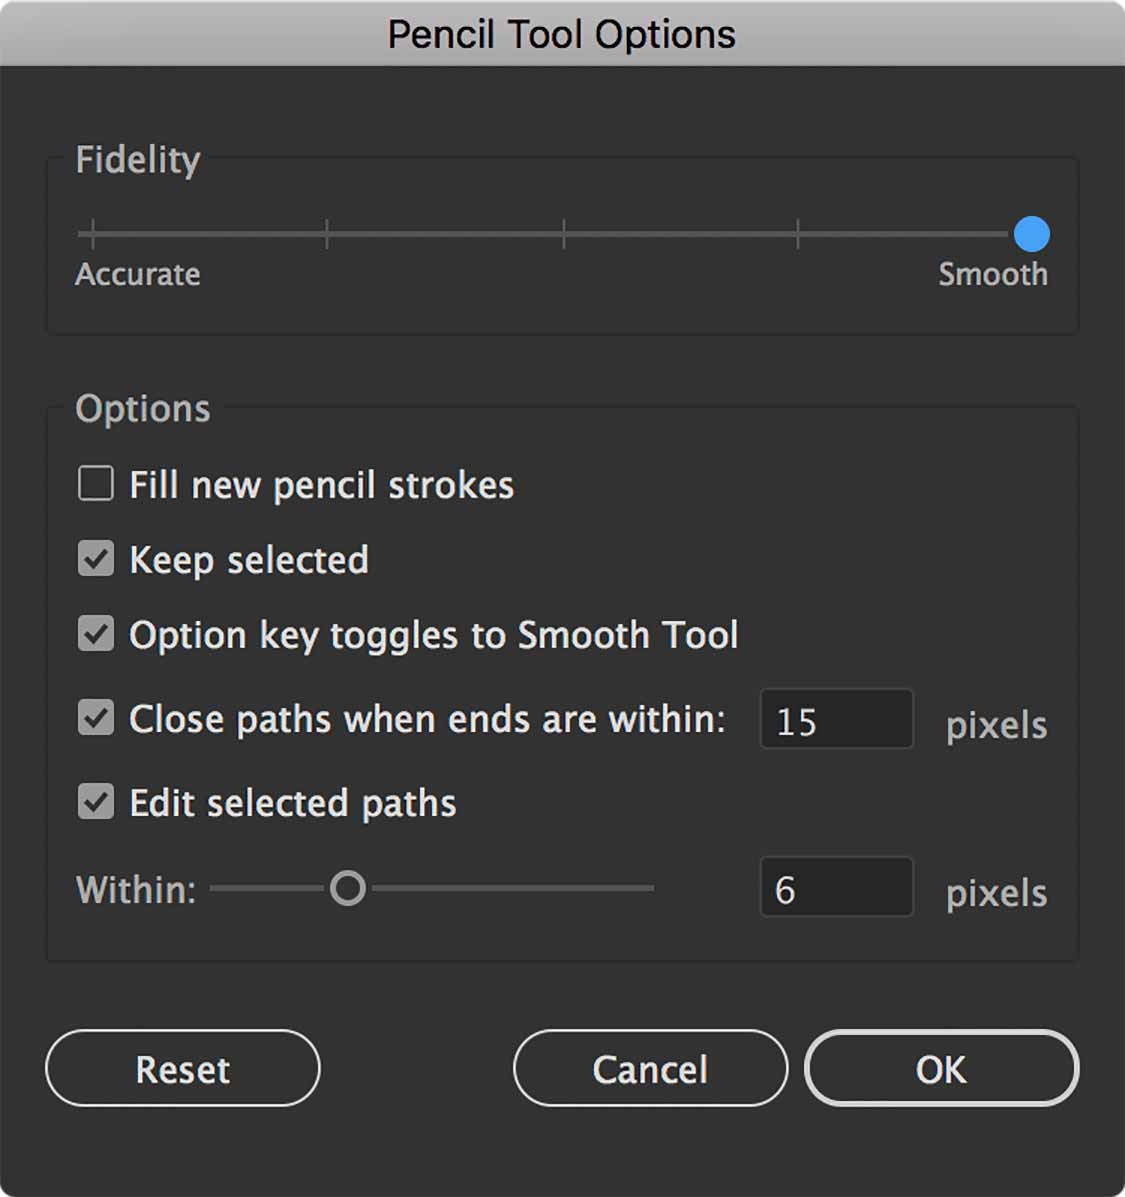 Pencil Tool Options
Fidelity
Accurate Smooth
Options
Fill new pencil strokes
Keep selected
Option key toggles to Smooth Tool
Close paths when ends are within: 15 pixels
Edit selected paths
Within: 6 pixels
Reset Cancel OK